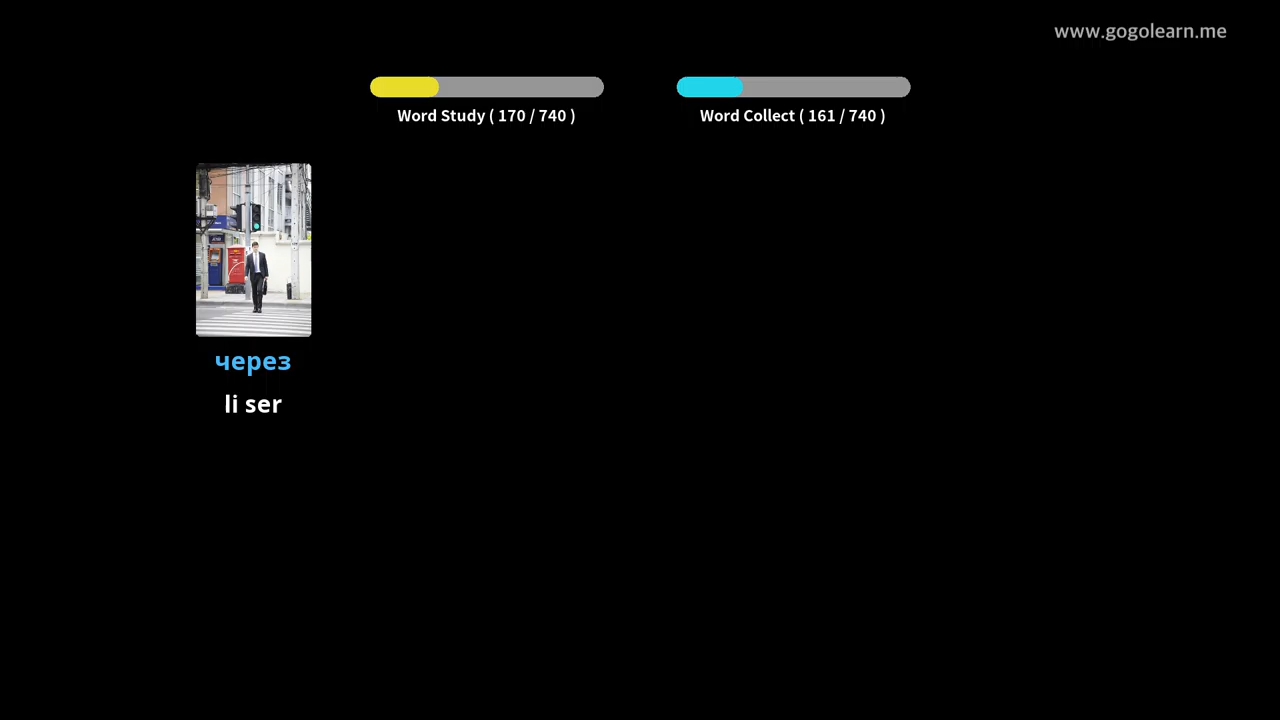 www.gogolearn.me
Word Study ( 170 / 740 )
Word Collect ( 161 / 740 )
через
li ser